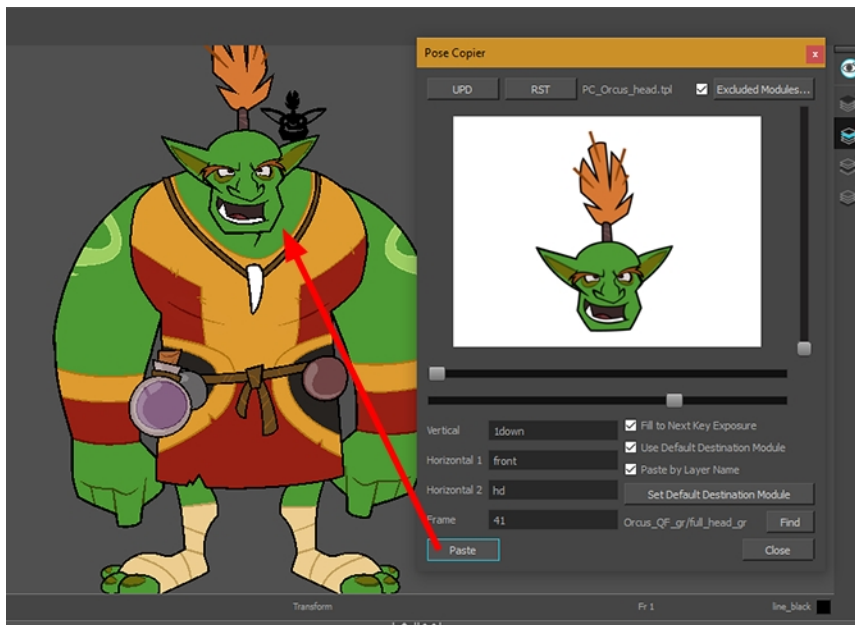 Pose Copier
x
UPD RST PC_Orcus_head.tpl Excluded Modules...
Vertical 1down
Fill to Next Key Exposure
Use Default Destination Module
Horizontal 1 front
Paste by Layer Name
Horizontal 2 hd
Set Default Destination Module
Frame 41
Orcus_QF_gr/full_head_gr Find
Paste Close
Transform Fr 1 line_black